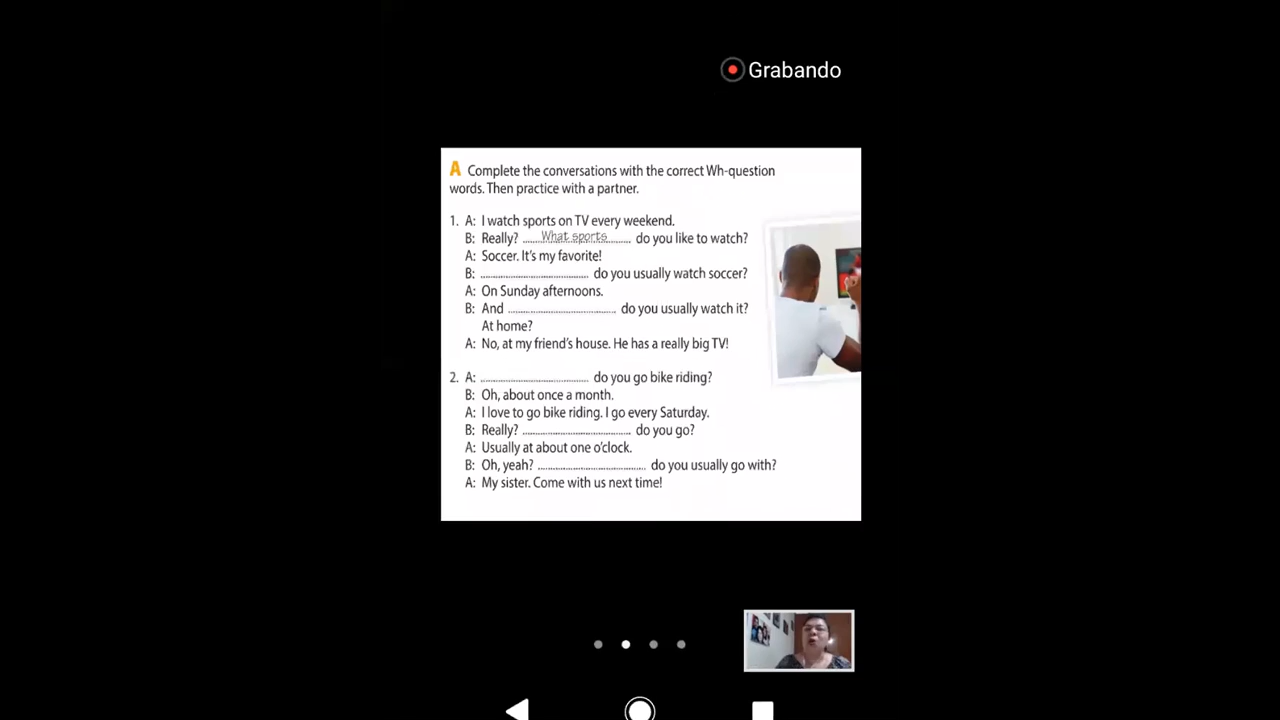 Grabando
A Complete the conversations with the correct Wh-question
words. Then practice with a partner.
1. A: I watch sports on TV every weekend.
B: Really? What sports do you like to watch?
A: Soccer. It's my favorite!
B: ........................................ do you usually watch soccer?
A: On Sunday afternoons.
B: And ........................................ do you usually watch it?
At home?
A: No, at my friend's house. He has a really big TV!
2. A: ........................................ do you go bike riding?
B: Oh, about once a month.
A: I love to go bike riding. I go every Saturday.
B: Really? ........................................ do you go?
A: Usually at about one o'clock.
B: Oh, yeah? ........................................ do you usually go with?
A: My sister. Come with us next time!